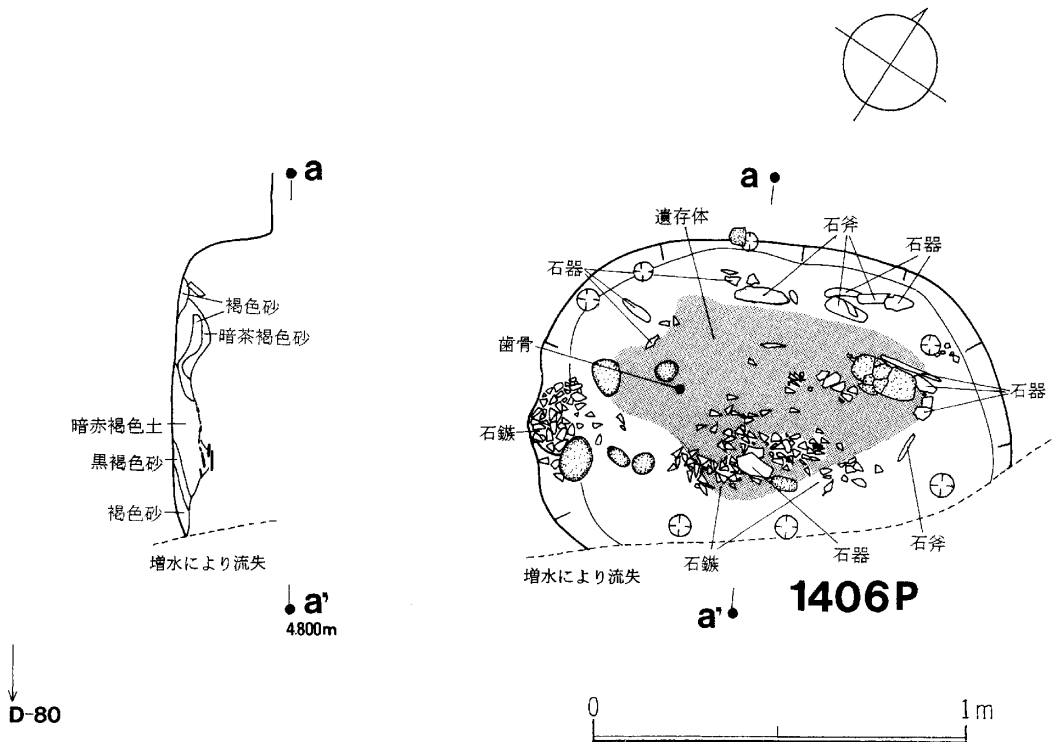 a
褐色砂
暗茶褐色砂
暗赤褐色土
黒褐色砂
褐色砂
増水により流失
a'
4.800m
D-80
a
遺存体
石斧
石器
石器
歯骨
石器
石鏃
石斧
石器
石鏃
増水により流失
a'
1406P
0
1m